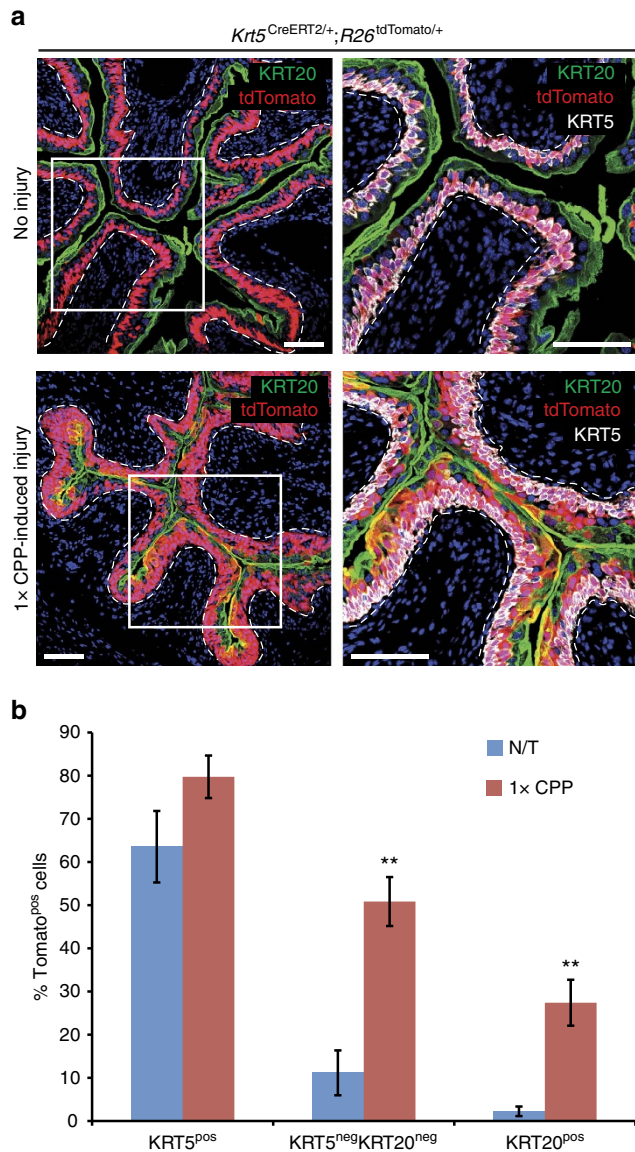 a
Krt5CreERT2/+;R26tdTomato/+
No injury
KRT20
tdTomato
KRT20
tdTomato
KRT5
1× CPP-induced injury
KRT20
tdTomato
KRT20
tdTomato
KRT5
b
% Tomatopos cells
90
80
70
60
50
40
30
20
10
0
N/T
1× CPP
**
**
KRT5pos
KRT5negKRT20neg
KRT20pos